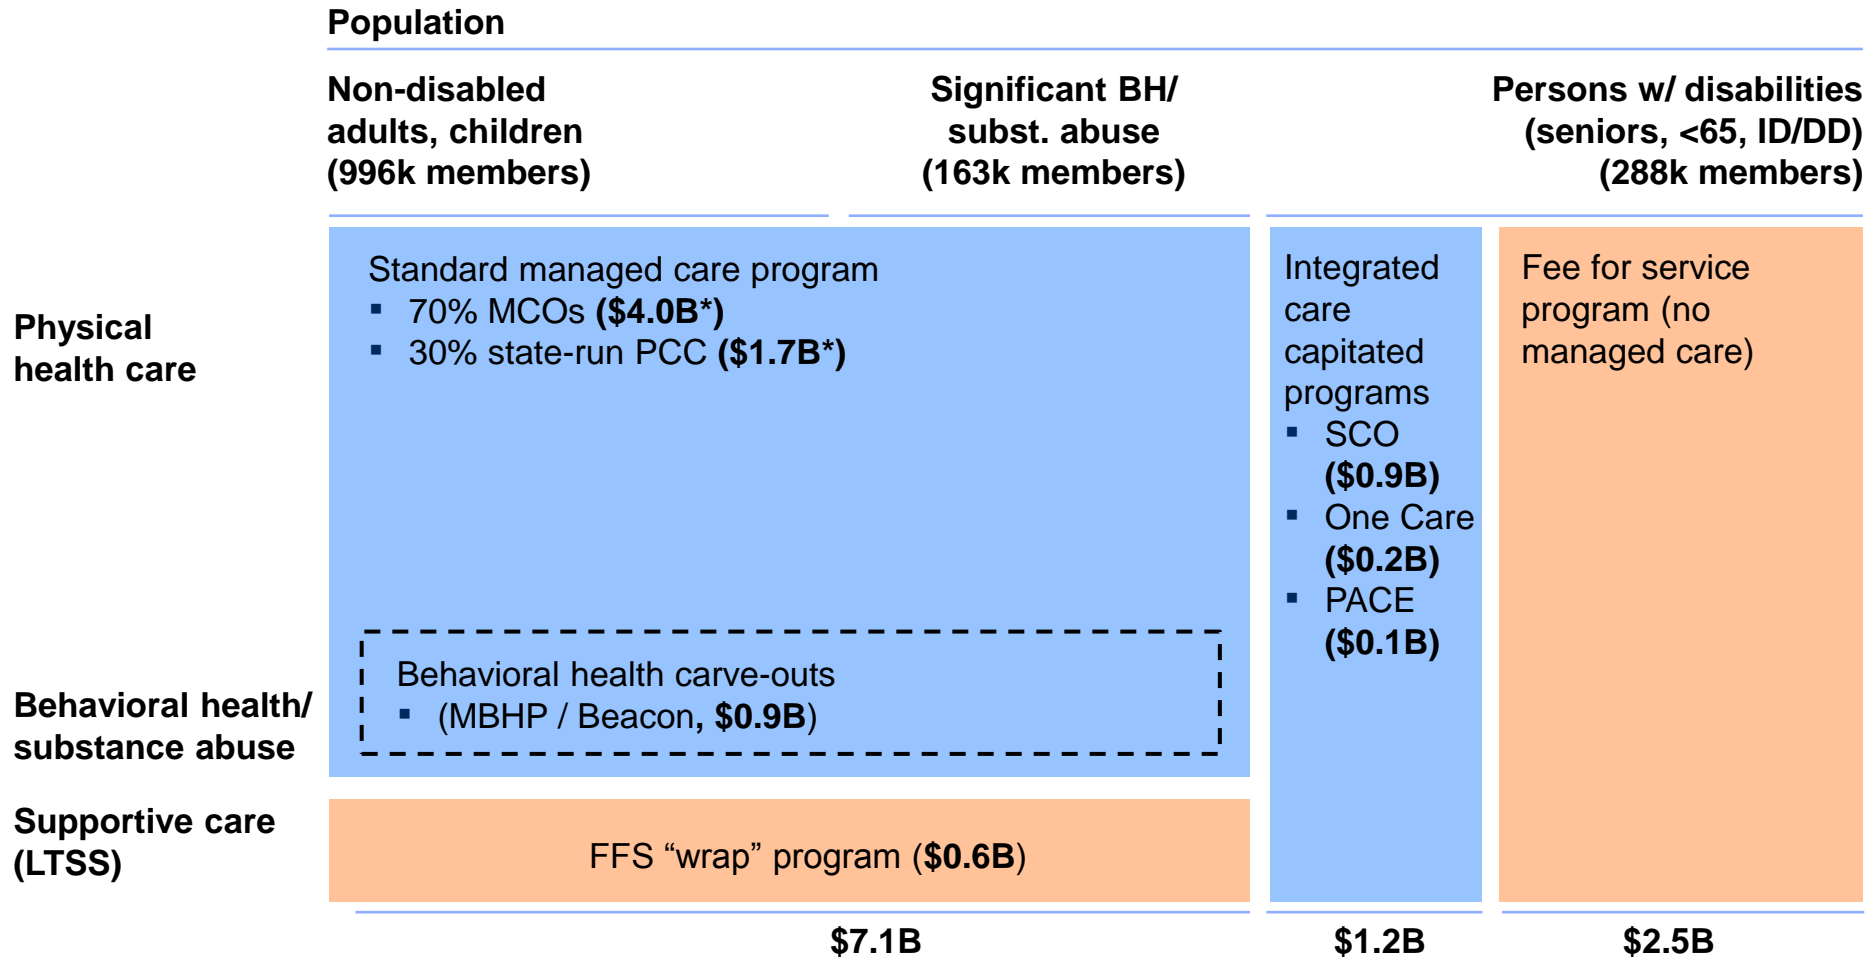 Population
Non-disabled
adults, children
(996k members)
Significant BH/
subst. abuse
(163k members)
Persons w/ disabilities
(seniors, <65, ID/DD)
(288k members)
Physical
health care
Standard managed care program
▪ 70% MCOs ($4.0B*)
▪ 30% state-run PCC ($1.7B*)
Integrated
care
capitated
programs
▪ SCO
($0.9B)
▪ One Care
($0.2B)
▪ PACE
($0.1B)
Fee for service
program (no
managed care)
Behavioral health/
substance abuse
Behavioral health carve-outs
▪ (MBHP / Beacon, $0.9B)
Supportive care
(LTSS)
FFS “wrap” program ($0.6B)
$7.1B
$1.2B
$2.5B